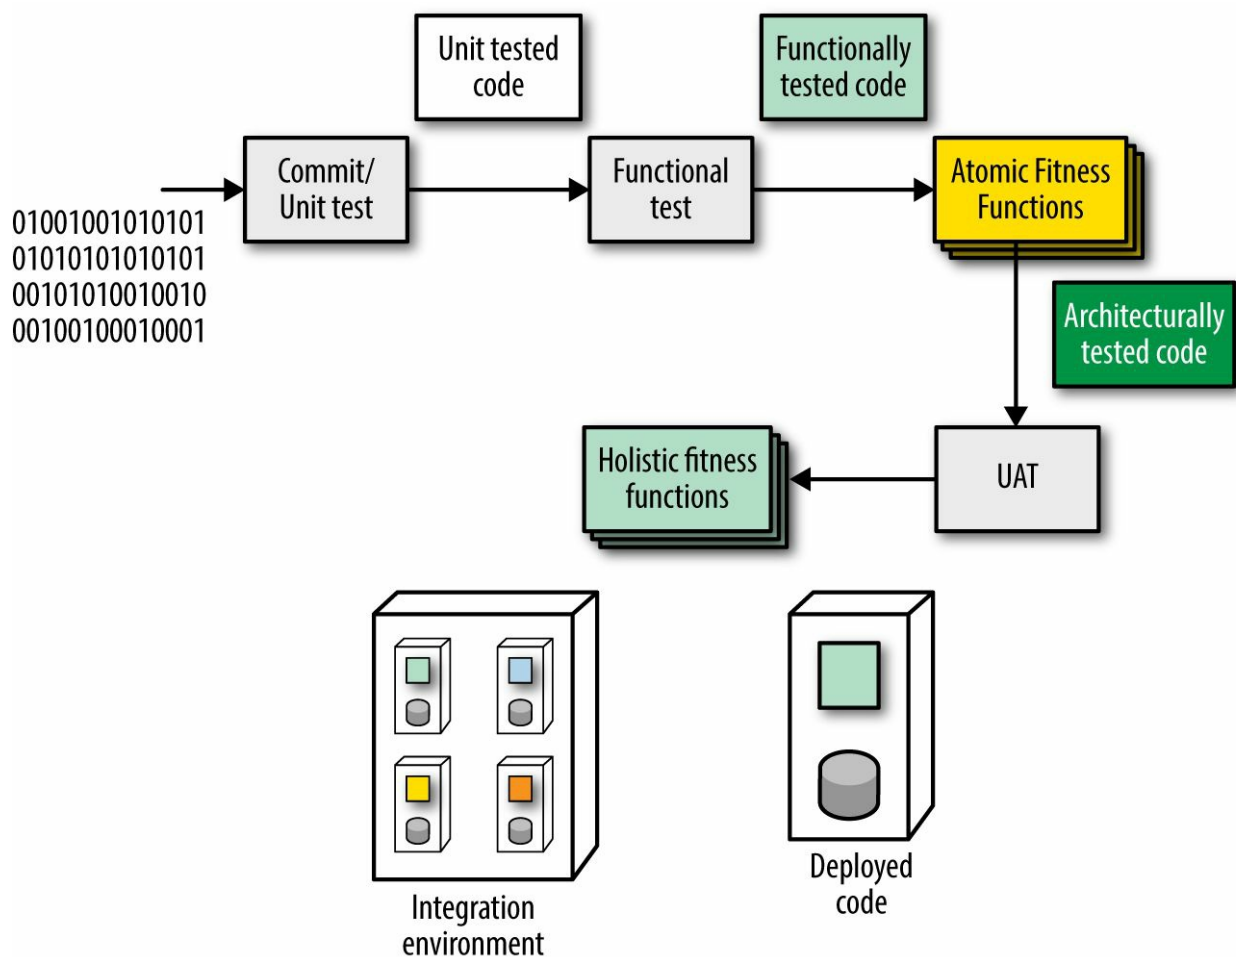 Unit tested
code
Functionally
tested code
Commit/
Unit test
Functional
test
Atomic Fitness
Functions
01001001010101
01010101010101
00101010010010
00100100010001
Architecturally
tested code
Holistic fitness
functions
UAT
Integration
environment
Deployed
code